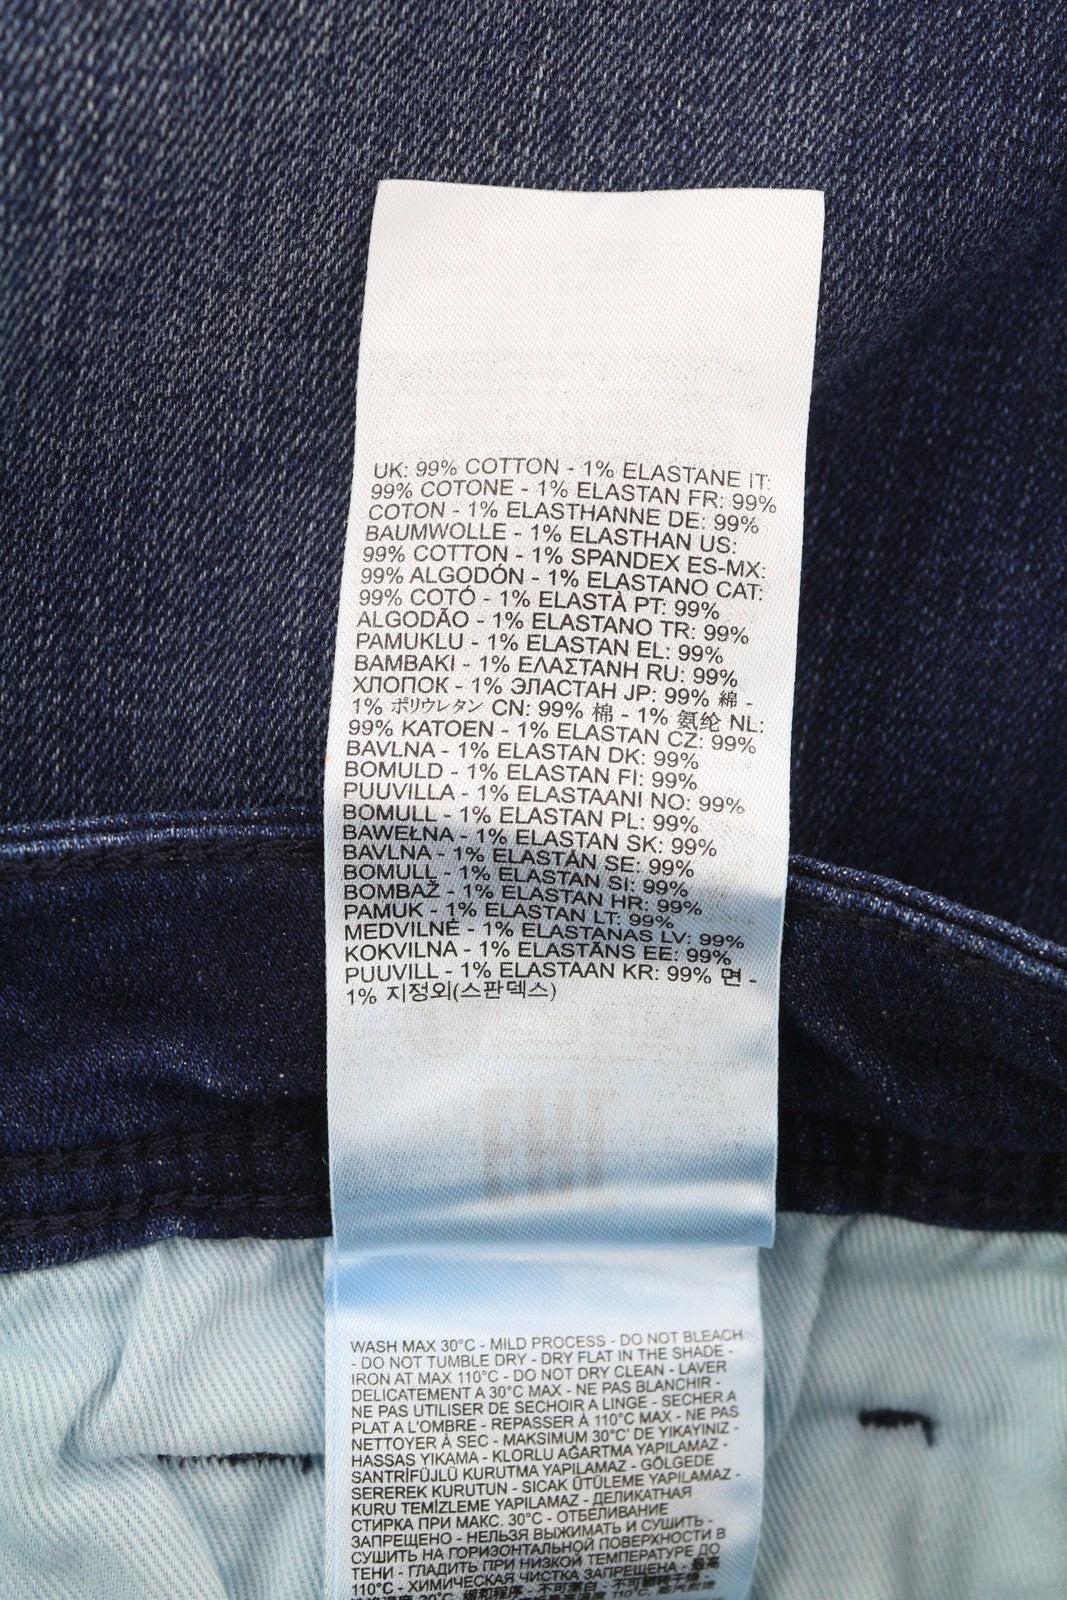 UK: 99% COTTON - 1% ELASTANE IT:
99% COTONE - 1% ELASTAN FR: 99%
COTON - 1% ELASTHANNE DE: 99%
BAUMWOLLE - 1% ELASTHAN US:
99% COTTON - 1% SPANDEX ES-MX:
99% ALGODÓN - 1% ELASTANO CAT:
99% COTÓ - 1% ELASTÀ PT: 99%
ALGODÃO - 1% ELASTANO TR: 99%
PAMUKLU - 1% ELASTAN EL: 99%
BAMBAKI - 1% ΕΛΑΣΤΑΝΗ RU: 99%
ХЛОПОК - 1% ЭЛАСТАН JP: 99% 綿 -
1% ポリウレタン CN: 99% 棉 - 1% 氨纶 NL:
99% KATOEN - 1% ELASTAN CZ: 99%
BAVLNA - 1% ELASTAN DK: 99%
BOMULD - 1% ELASTAN FI: 99%
PUUVILLA - 1% ELASTAANI NO: 99%
BOMULL - 1% ELASTAN PL: 99%
BAWEŁNA - 1% ELASTAN SK: 99%
BAVLNA - 1% ELASTÁN SE: 99%
BOMULL - 1% ELASTAN SI: 99%
BOMBAŽ - 1% ELASTAN HR: 99%
PAMUK - 1% ELASTAN LT: 99%
MEDVILNĖ - 1% ELASTANAS LV: 99%
KOKVILNA - 1% ELASTĀNS EE: 99%
PUUVILL - 1% ELASTAAN KR: 99% 면 -
1% 지정외(스판덱스)
WASH MAX 30°C - MILD PROCESS - DO NOT BLEACH
- DO NOT TUMBLE DRY - DRY FLAT IN THE SHADE -
IRON AT MAX 110°C - DO NOT DRY CLEAN - LAVER
DELICATEMENT A 30°C MAX - NE PAS BLANCHIR -
NE PAS UTILISER DE SECHOIR A LINGE - SECHER A
PLAT A L'OMBRE - REPASSER À 110°C MAX - NE PAS
NETTOYER À SEC - MAKSIMUM 30°C' DE YIKAYINIZ -
HASSAS YIKAMA - KLORLU AĞARTMA YAPILAMAZ -
SANTRİFÜJLÜ KURUTMA YAPILAMAZ - GÖLGEDE
SEREREK KURUTUN - SICAK ÜTÜLEME YAPILAMAZ -
KURU TEMİZLEME YAPILAMAZ - ДЕЛИКАТНАЯ
СТИРКА ПРИ МАКС. 30°C - ОТБЕЛИВАНИЕ
ЗАПРЕЩЕНО - НЕЛЬЗЯ ВЫЖИМАТЬ И СУШИТЬ -
СУШИТЬ НА ГОРИЗОНТАЛЬНОЙ ПОВЕРХНОСТИ В
ТЕНИ - ГЛАДИТЬ ПРИ НИЗКОЙ ТЕМПЕРАТУРЕ ДО
110°C - ХИМИЧЕСКАЯ ЧИСТКА ЗАПРЕЩЕНА - 最高